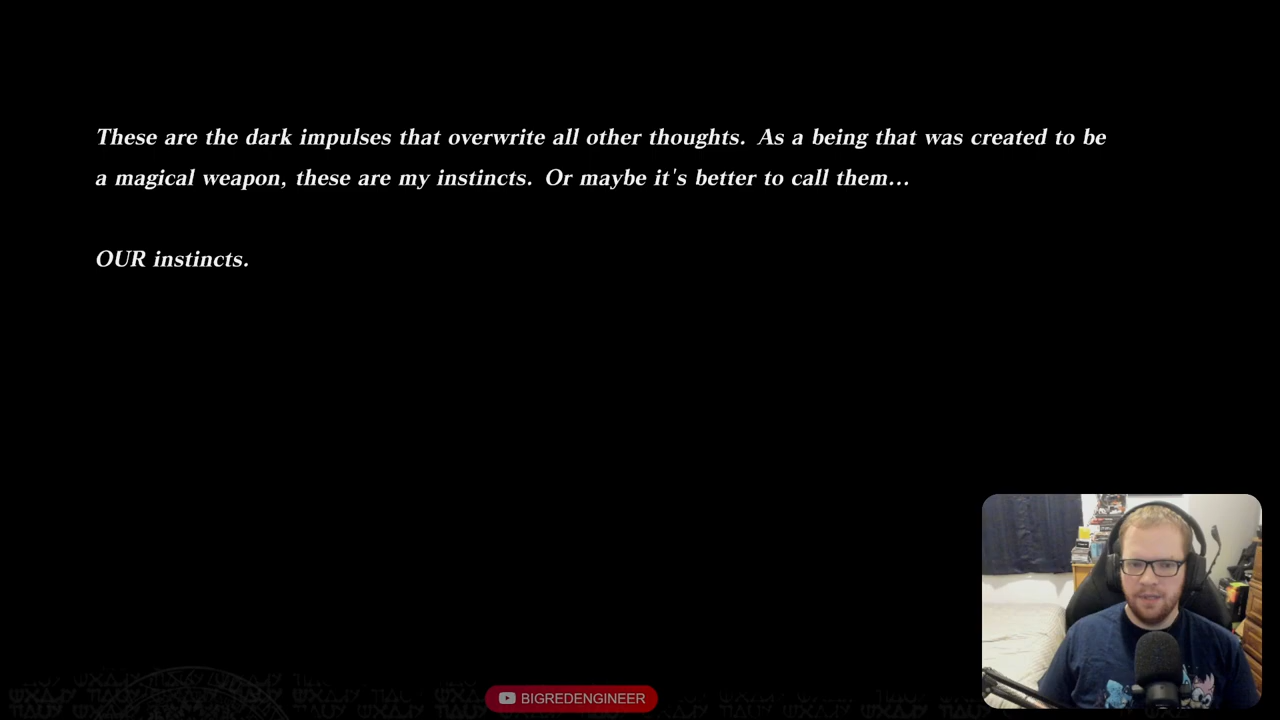 These are the dark impulses that overwrite all other thoughts. As a being that was created to be
a magical weapon, these are my instincts. Or maybe it's better to call them...
OUR instincts.
BIGREDENGINEER